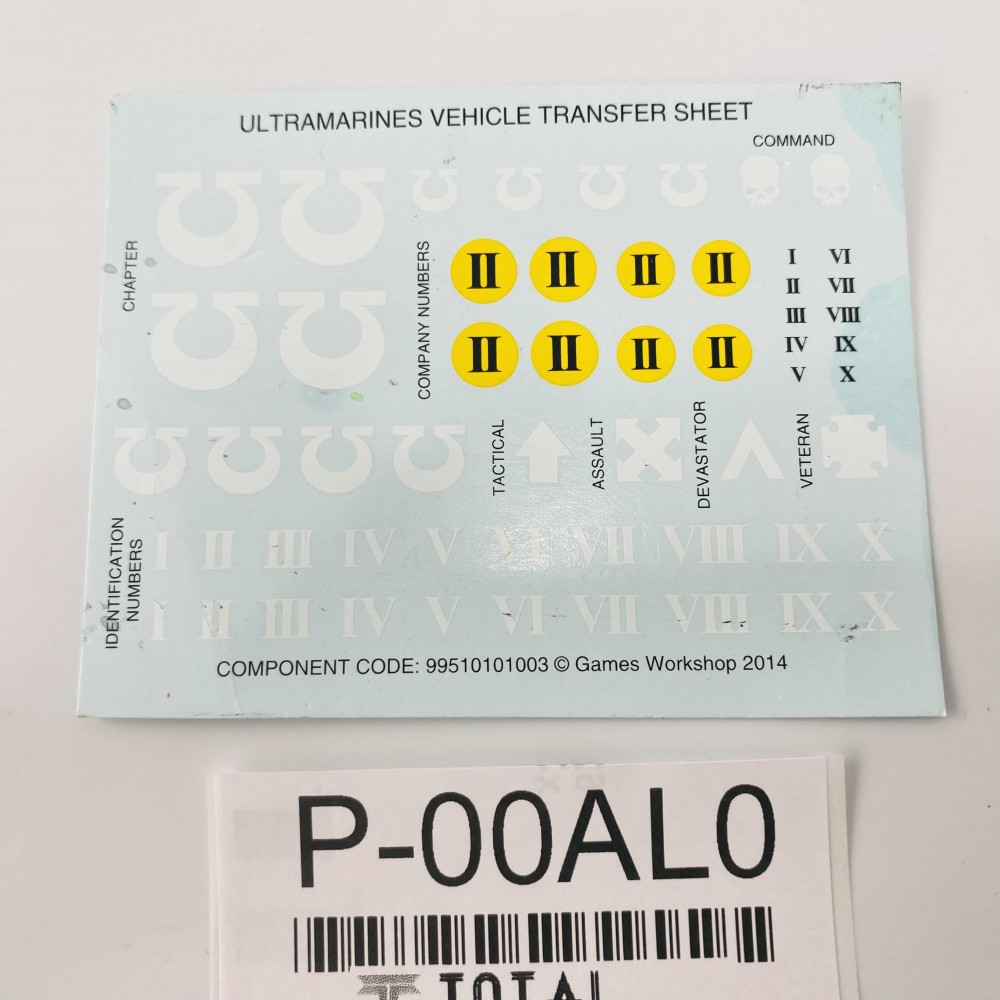 ULTRAMARINES VEHICLE TRANSFER SHEET
COMMAND
CHAPTER
COMPANY NUMBERS
II II II II
II II II II
I VI
II VII
III VIII
IV IX
V X
TACTICAL
ASSAULT
DEVASTATOR
VETERAN
IDENTIFICATION
NUMBERS
I II III IV V VI VII VIII IX X
I II III IV V VI VII VIII IX X
COMPONENT CODE: 99510101003 © Games Workshop 2014
P-00AL0
TOTAL